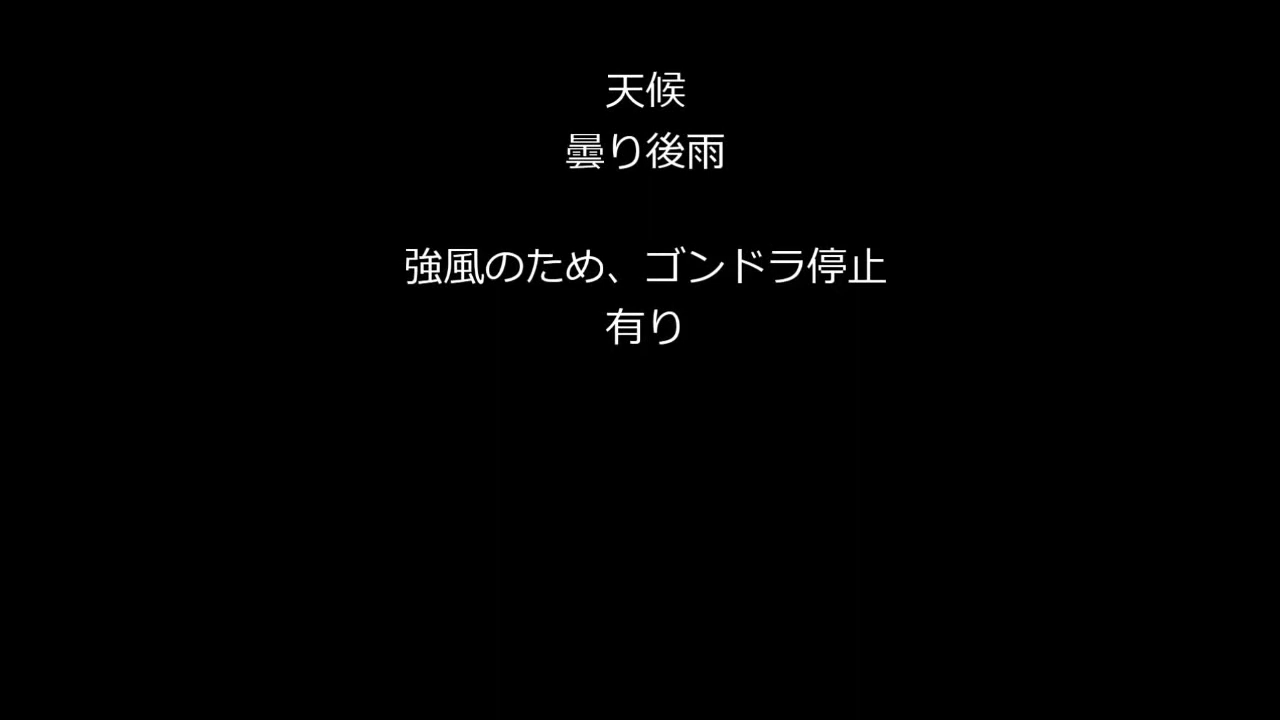 天候
曇り後雨
強風のため、ゴンドラ停止
有り